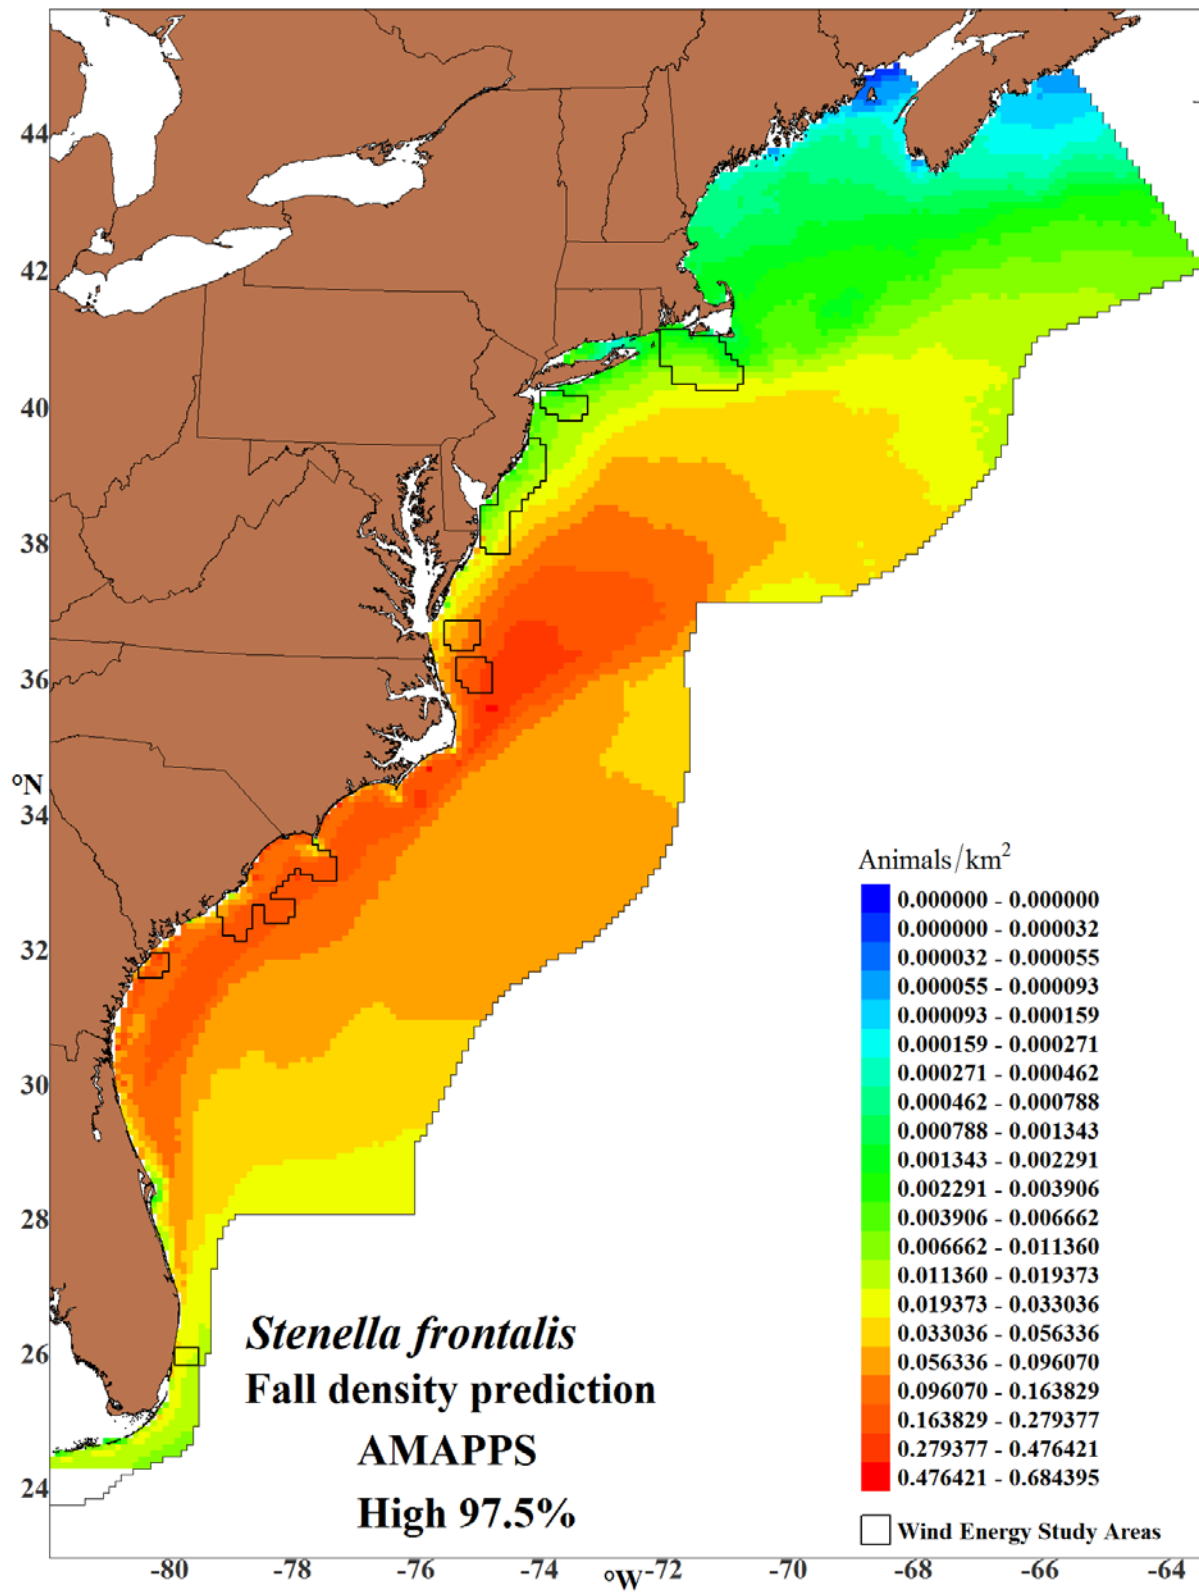 44
42
40
38
36
°N
34
32
30
28
26
24
Animals/km²
0.000000 - 0.000000
0.000000 - 0.000032
0.000032 - 0.000055
0.000055 - 0.000093
0.000093 - 0.000159
0.000159 - 0.000271
0.000271 - 0.000462
0.000462 - 0.000788
0.000788 - 0.001343
0.001343 - 0.002291
0.002291 - 0.003906
0.003906 - 0.006662
0.006662 - 0.011360
0.011360 - 0.019373
0.019373 - 0.033036
0.033036 - 0.056336
0.056336 - 0.096070
0.096070 - 0.163829
0.163829 - 0.279377
0.279377 - 0.476421
0.476421 - 0.684395
Wind Energy Study Areas
Stenella frontalis
Fall density prediction
AMAPPS
High 97.5%
-80 -78 -76 -74 -72 -70 -68 -66 -64
°W